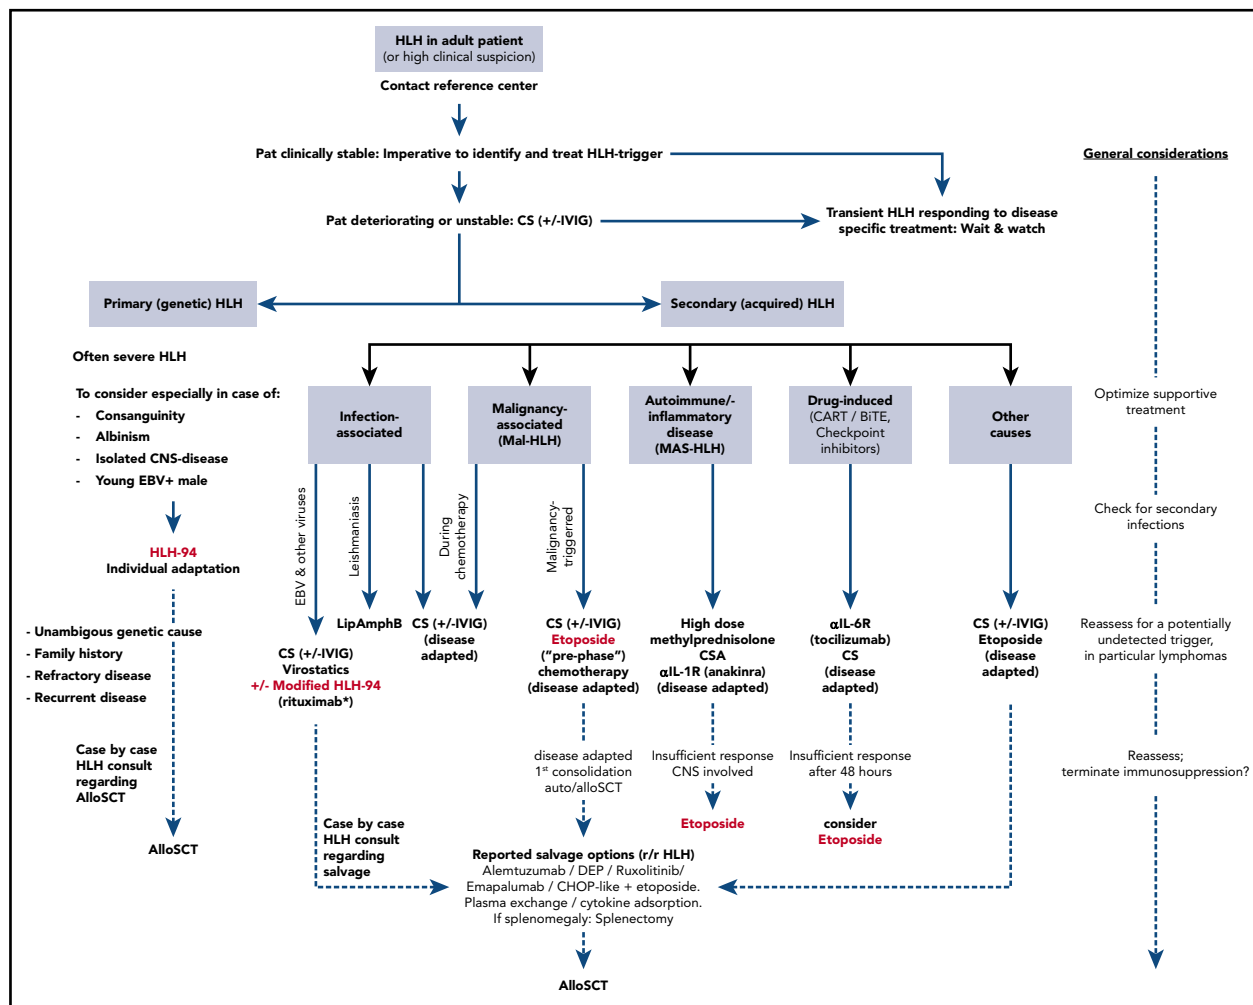 HLH in adult patient
(or high clinical suspicion)
Contact reference center
Pat clinically stable: Imperative to identify and treat HLH-trigger
General considerations
Pat deteriorating or unstable: CS (+/-IVIG)
Transient HLH responding to disease
specific treatment: Wait & watch
Primary (genetic) HLH
Secondary (acquired) HLH
Often severe HLH
To consider especially in case of:
- Consanguinity
- Albinism
- Isolated CNS-disease
- Young EBV+ male
HLH-94
Individual adaptation
- Unambigous genetic cause
- Family history
- Refractory disease
- Recurrent disease
Case by case
HLH consult
regarding
AlloSCT
AlloSCT
Infection-
associated
Malignancy-
associated
(Mal-HLH)
Autoimmune/-
inflammatory
disease
(MAS-HLH)
Drug-induced
(CART / BiTE,
Checkpoint
inhibitors)
Other
causes
EBV & other viruses
Leishmaniasis
During
chemotherapy
Malignancy-
triggerred
CS (+/-IVIG)
Virostatics
+/- Modified HLH-94
(rituximab*)
LipAmphB
CS (+/-IVIG)
(disease
adapted)
CS (+/-IVIG)
Etoposide
("pre-phase")
chemotherapy
(disease adapted)
High dose
methylprednisolone
CSA
αIL-1R (anakinra)
(disease adapted)
αIL-6R
(tocilizumab)
CS
(disease
adapted)
CS (+/-IVIG)
Etoposide
(disease
adapted)
disease adapted
1st consolidation
auto/alloSCT
Insufficient response
CNS involved
Etoposide
Insufficient response
after 48 hours
consider
Etoposide
Case by case
HLH consult
regarding
salvage
Reported salvage options (r/r HLH)
Alemtuzumab / DEP / Ruxolitinib/
Emapalumab / CHOP-like + etoposide.
Plasma exchange / cytokine adsorption.
If splenomegaly: Splenectomy
AlloSCT
Optimize supportive
treatment
Check for secondary
infections
Reassess for a potentially
undetected trigger,
in particular lymphomas
Reassess;
terminate immunosuppression?